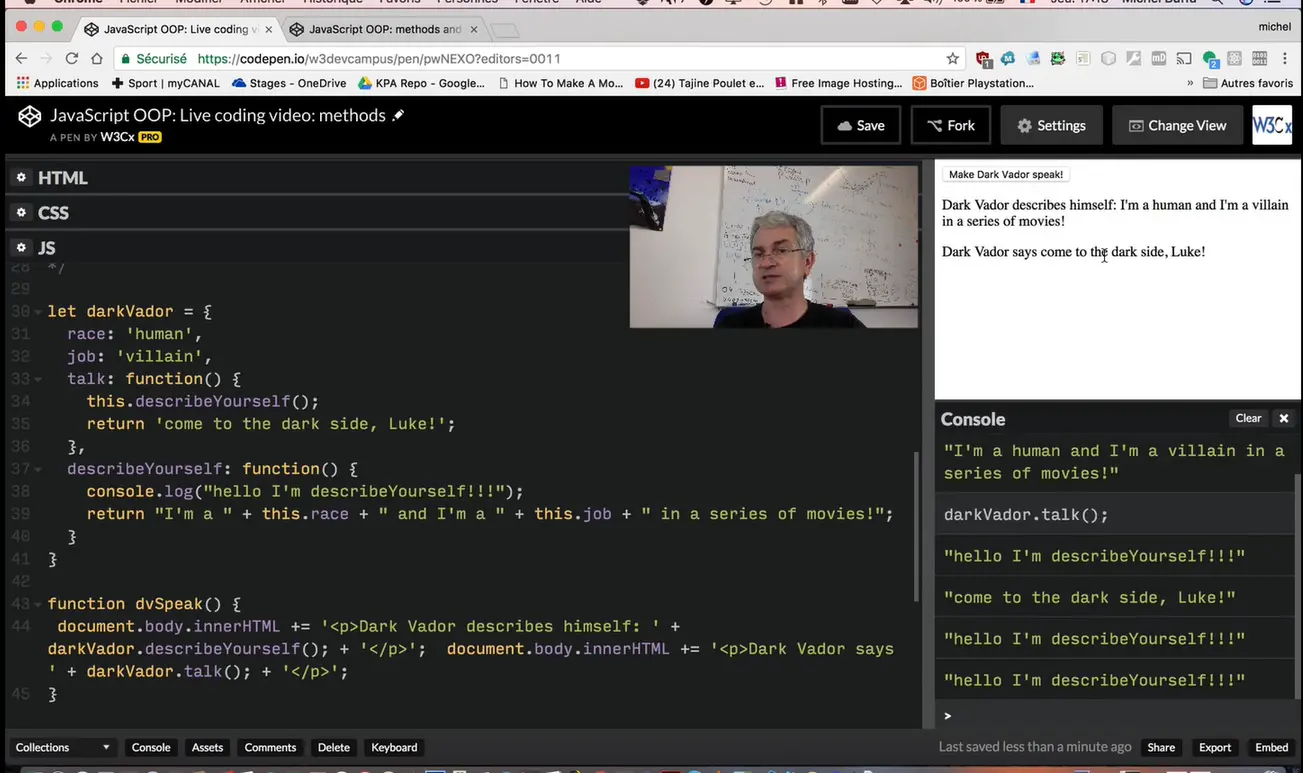 michel
JavaScript OOP: Live coding v
JavaScript OOP: methods and
Sécurisé https://codepen.io/w3devcampus/pen/pwNEXO?editors=0011
Applications Sport | myCANAL Stages - OneDrive KPA Repo - Google... How To Make A Mo... (24) Tajine Poulet e... Free Image Hosting... Boîtier Playstation... » Autres favoris
JavaScript OOP: Live coding video: methods
A PEN BY W3Cx PRO
Save Fork Settings Change View W3Cx
HTML
CSS
JS
28 */
29
30 let darkVador = {
31 race: 'human',
32 job: 'villain',
33 talk: function() {
34 this.describeYourself();
35 return 'come to the dark side, Luke!';
36 },
37 describeYourself: function() {
38 console.log("hello I'm describeYourself!!!");
39 return "I'm a " + this.race + " and I'm a " + this.job + " in a series of movies!";
40 }
41 }
42
43 function dvSpeak() {
44 document.body.innerHTML += '<p>Dark Vador describes himself: ' +
darkVador.describeYourself(); + '</p>'; document.body.innerHTML += '<p>Dark Vador says
' + darkVador.talk(); + '</p>';
45 }
Make Dark Vador speak!
Dark Vador describes himself: I'm a human and I'm a villain
in a series of movies!
Dark Vador says come to the dark side, Luke!
Console Clear
"I'm a human and I'm a villain in a
series of movies!"
darkVador.talk();
"hello I'm describeYourself!!!"
"come to the dark side, Luke!"
"hello I'm describeYourself!!!"
"hello I'm describeYourself!!!"
>
Collections Console Assets Comments Delete Keyboard
Last saved less than a minute ago Share Export Embed